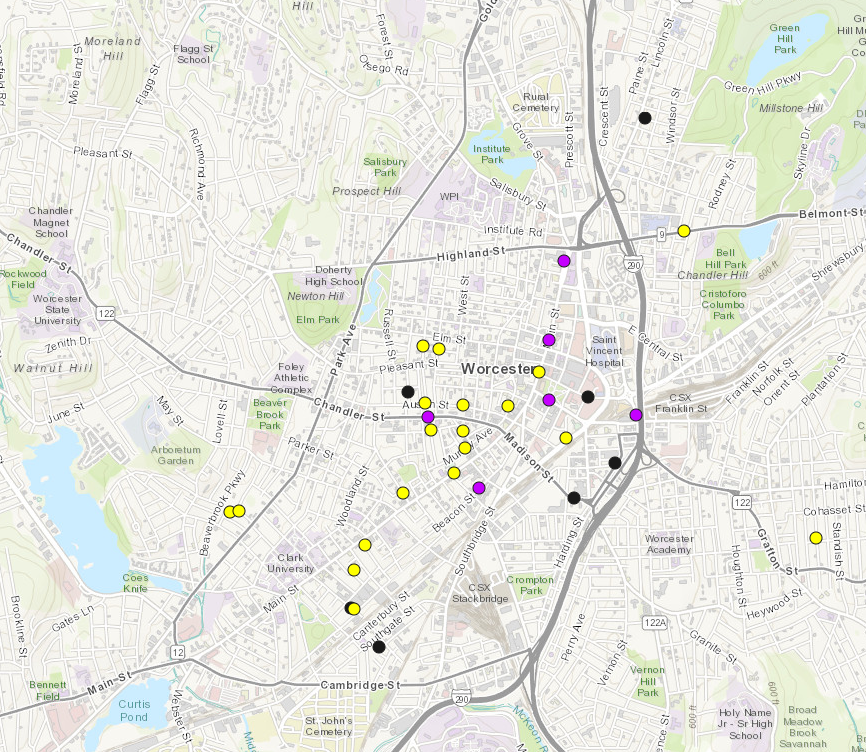 Hill
Moreland
Hill
Flagg St
School
Moreland St
Flagg St
Forest St
Otsego Rd
Gold
Green
Hill
Park
Green Hill Pkwy
Millstone Hill
Paine St
Lincoln St
Windsor St
Crescent St
Prescott St
Rural
Cemetery
Grove St
Skyline Dr
Rodney St
Pleasant St
Richmond Ave
Institute
Park
Salisbury
Park
Prospect Hill
Salisbury St
WPI
Institute Rd
Highland St
Belmont St
9
290
Chandler
Magnet
School
Chandler St
Rockwood
Field
Worcester
State
University
122
Zenith Dr
Walnut Hill
Doherty
High School
Newton Hill
Elm Park
Park Ave
Russell St
West St
Elm St
Pleasant St
Worcester
Saint
Vincent
Hospital
E Central St
Bell
Hill Park
Chandler Hill
600 ft
Cristoforo
Columbo
Park
Shrewsbury
CSX
Franklin St
Franklin St
Norfolk St
Orient St
Plantation St
Foley
Athletic
Complex
Beaver
Brook
Park
Chandler St
Madison St
June St
May St
Lovell St
Arboretum
Garden
Parker St
Woodland St
Beacon St
Southbridge St
Harding St
Beaverbrook Pkwy
Clark
University
Main St
Coes
Knife
Gates Ln
Brookline St
Canterbury St
Southgate St
CSX
Stackbridge
Crompton
Park
Worcester
Academy
122
Cohasset St
Standish St
Grafton St
Houghton St
Heywood St
122A
Granite St
Perry Ave
Vernon St
Vernon
Hill
Park
12
Main St
Cambridge St
290
Bennett
Field
Curtis
Pond
Webster St
St. John's
Cemetery
600 ft
600 ft
Holy Name
Jr - Sr High
School
Broad
Meadow
Brook
Savannah